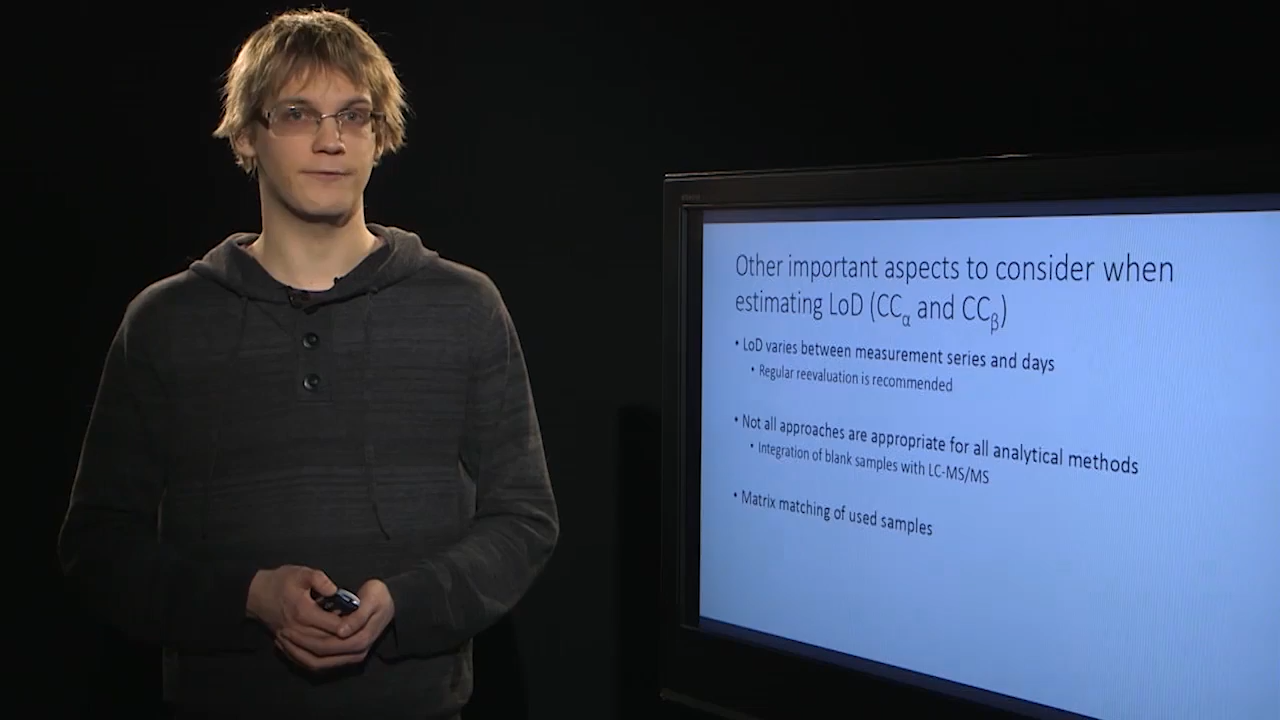 Other important aspects to consider when
estimating LoD (CCα and CCβ)
• LoD varies between measurement series and days
• Regular reevaluation is recommended
• Not all approaches are appropriate for all analytical methods
• Integration of blank samples with LC-MS/MS
• Matrix matching of used samples